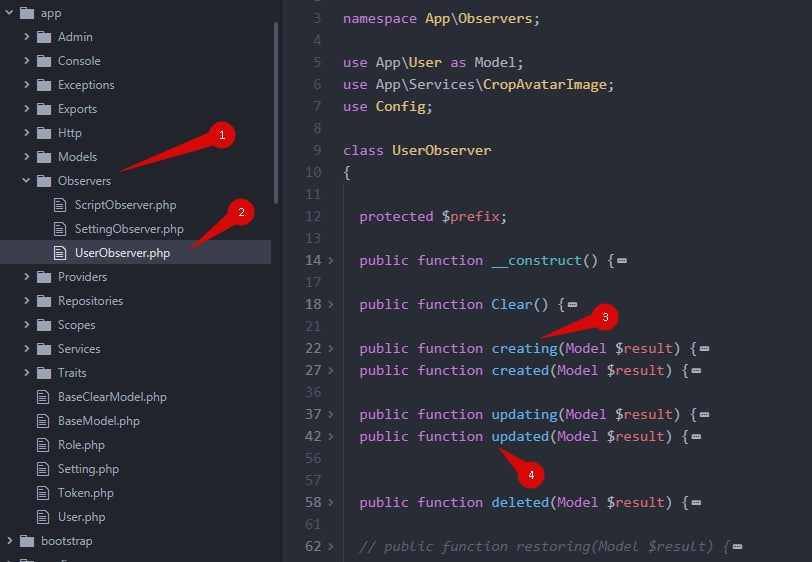 app
Admin
Console
Exceptions
Exports
Http
Models
Observers
ScriptObserver.php
SettingObserver.php
UserObserver.php
Providers
Repositories
Scopes
Services
Traits
BaseClearModel.php
BaseModel.php
Role.php
Setting.php
Token.php
User.php
bootstrap
1
2
3 namespace App\Observers;
4
5 use App\User as Model;
6 use App\Services\CropAvatarImage;
7 use Config;
8
9 class UserObserver
10 {
11
12 protected $prefix;
13
14 public function __construct() {
17
18 public function Clear() {
21
3
22 public function creating(Model $result) {
27 public function created(Model $result) {
36
37 public function updating(Model $result) {
42 public function updated(Model $result) {
56
4
57
58 public function deleted(Model $result) {
61
62 // public function restoring(Model $result) {